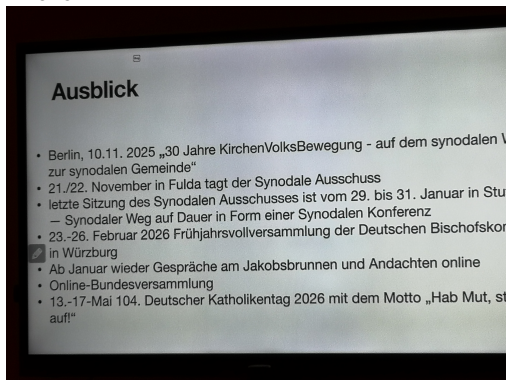 Ausblick
• Berlin, 10.11. 2025 „30 Jahre KirchenVolksBewegung - auf dem synodalen
zur synodalen Gemeinde“
• 21./22. November in Fulda tagt der Synodale Ausschuss
• letzte Sitzung des Synodalen Ausschusses ist vom 29. bis 31. Januar in
— Synodaler Weg auf Dauer in Form einer Synodalen Konferenz
• 23.-26. Februar 2026 Frühjahrsvollversammlung der Deutschen
in Würzburg
• Ab Januar wieder Gespräche am Jakobsbrunnen und Andachten online
• Online-Bundesversammlung
• 13.-17-Mai 104. Deutscher Katholikentag 2026 mit dem Motto „Hab Mut,
auf!“